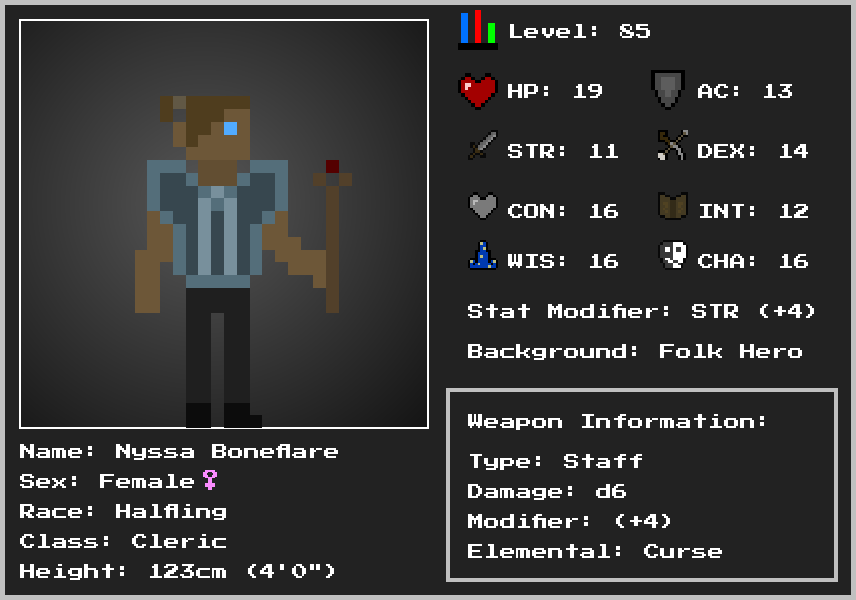 Level: 85
HP: 19
AC: 13
STR: 11
DEX: 14
CON: 16
INT: 12
WIS: 16
CHA: 16
Stat Modifier: STR (+4)
Background: Folk Hero
Weapon Information:
Type: Staff
Damage: d6
Modifier: (+4)
Elemental: Curse
Name: Nyssa Boneflare
Sex: Female♀
Race: Halfling
Class: Cleric
Height: 123cm (4'0")